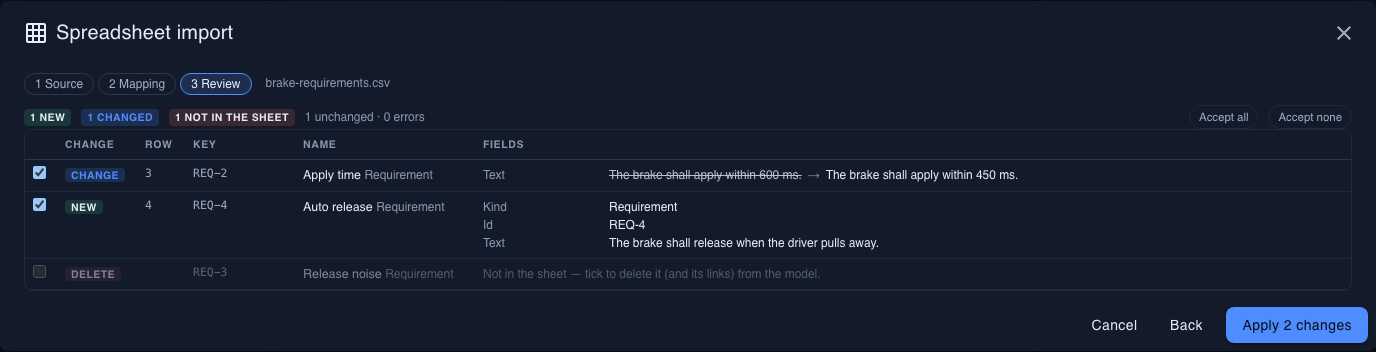 Spreadsheet import
1 Source 2 Mapping 3 Review brake-requirements.csv
1 NEW 1 CHANGED 1 NOT IN THE SHEET 1 unchanged · 0 errors Accept all Accept none
CHANGE ROW KEY NAME FIELDS
CHANGE 3 REQ-2 Apply time Requirement Text The brake shall apply within 600 ms. → The brake shall apply within 450 ms.
NEW 4 REQ-4 Auto release Requirement Kind Requirement
Id REQ-4
Text The brake shall release when the driver pulls away.
DELETE REQ-3 Release noise Requirement Not in the sheet — tick to delete it (and its links) from the model.
Cancel Back Apply 2 changes